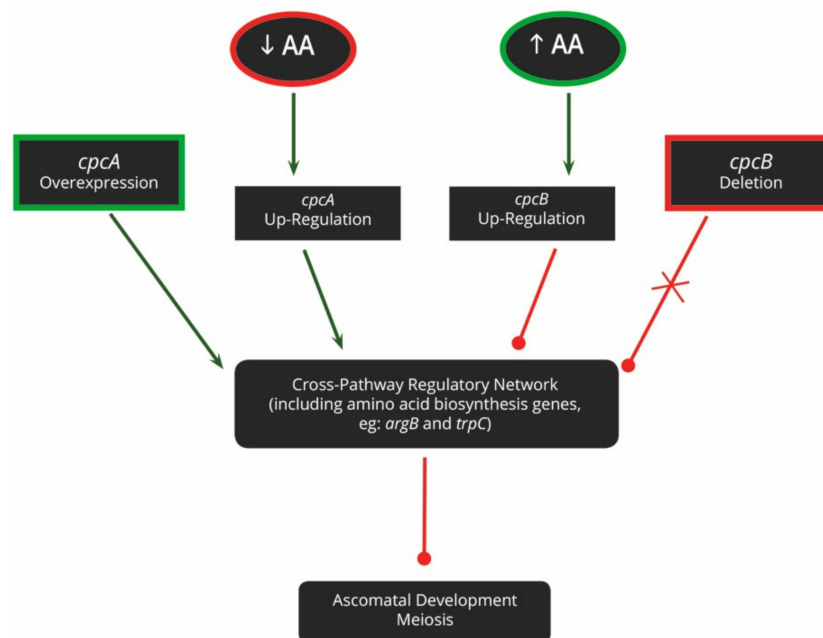 ↓ AA
↑ AA
cpcA
Overexpression
cpcA
Up-Regulation
cpcB
Up-Regulation
cpcB
Deletion
Cross-Pathway Regulatory Network
(including amino acid biosynthesis genes,
eg: argB and trpC)
Ascomatal Development
Meiosis